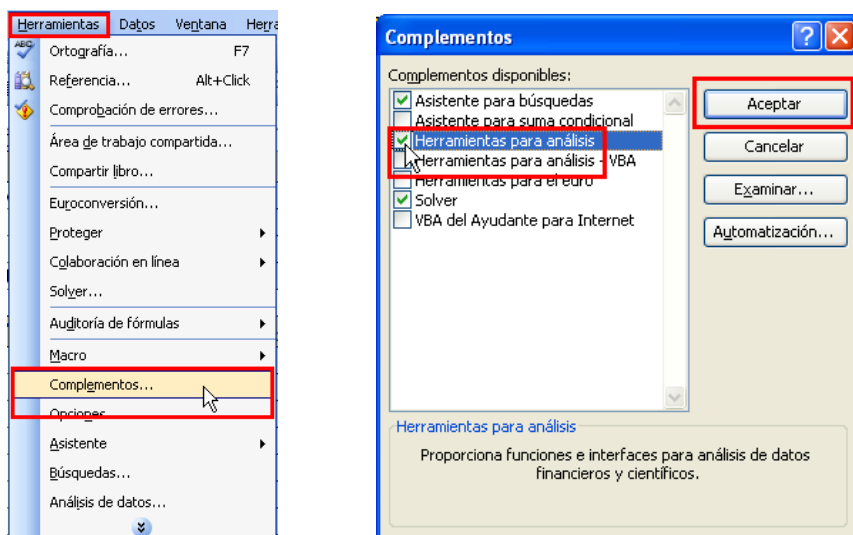 Herramientas Datos Ventana Herra
Ortografía... F7
Referencia... Alt+Click
Comprobación de errores...
Área de trabajo compartida...
Compartir libro...
Euroconversión...
Proteger
Colaboración en línea
Solver...
Auditoría de fórmulas
Macro
Complementos...
Opciones
Asistente
Búsquedas...
Análisis de datos...
Complementos
Complementos disponibles:
Asistente para búsquedas
Asistente para suma condicional
Herramientas para análisis
Herramientas para análisis - VBA
Herramientas para el euro
Solver
VBA del Ayudante para Internet
Aceptar
Cancelar
Examinar...
Automatización...
Herramientas para análisis
Proporciona funciones e interfaces para análisis de datos
financieros y científicos.